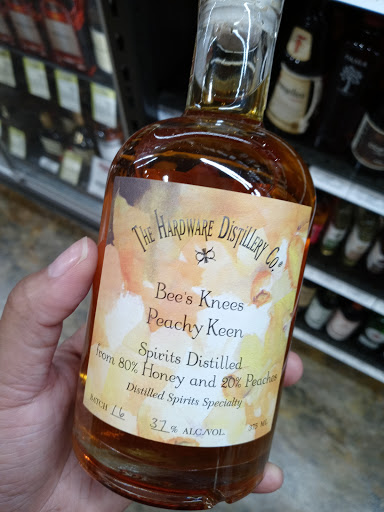 The Hardware Distillery Co.®
Bee's Knees
Peachy Keen
Spirits Distilled
from 80% Honey and 20% Peaches
Distilled Spirits Specialty
BATCH 16 37% ALC/VOL 375 ML